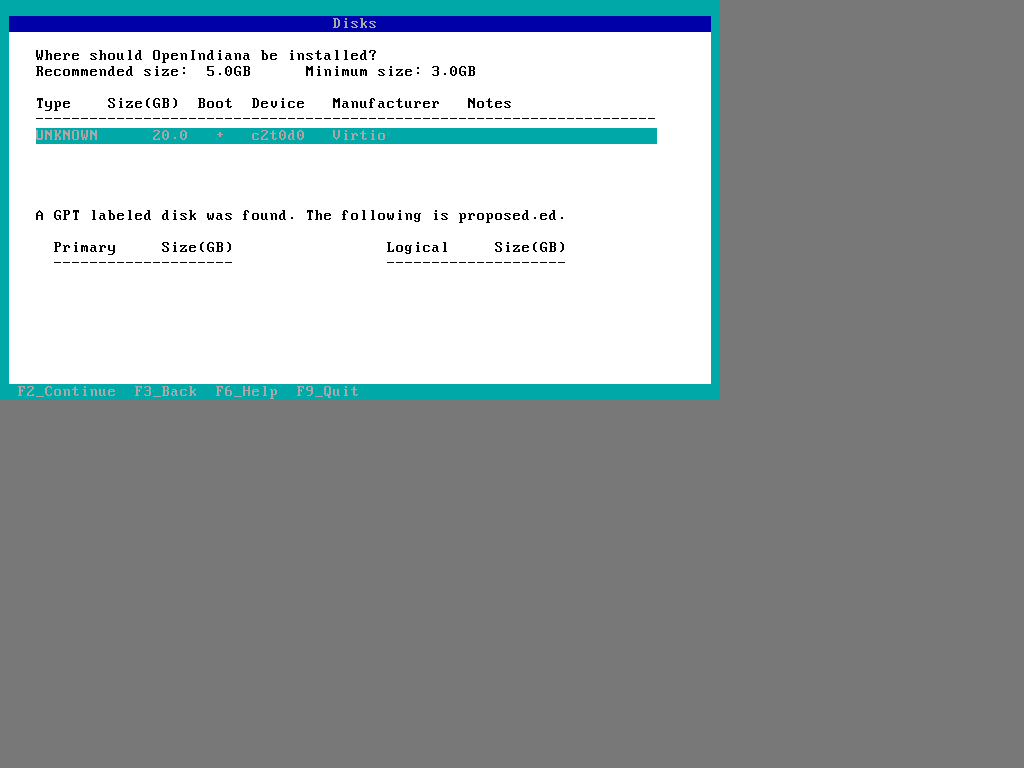 Disks
Where should OpenIndiana be installed?
Recommended size:  5.0GB      Minimum size: 3.0GB
Type    Size(GB)  Boot  Device   Manufacturer   Notes
---------------------------------------------------------------------
UNKNOWN      20.0   +   c2t0d0   Virtio
A GPT labeled disk was found. The following is proposed.ed.
Primary     Size(GB)                 Logical     Size(GB)
--------------------                 --------------------
F2_Continue  F3_Back  F6_Help  F9_Quit